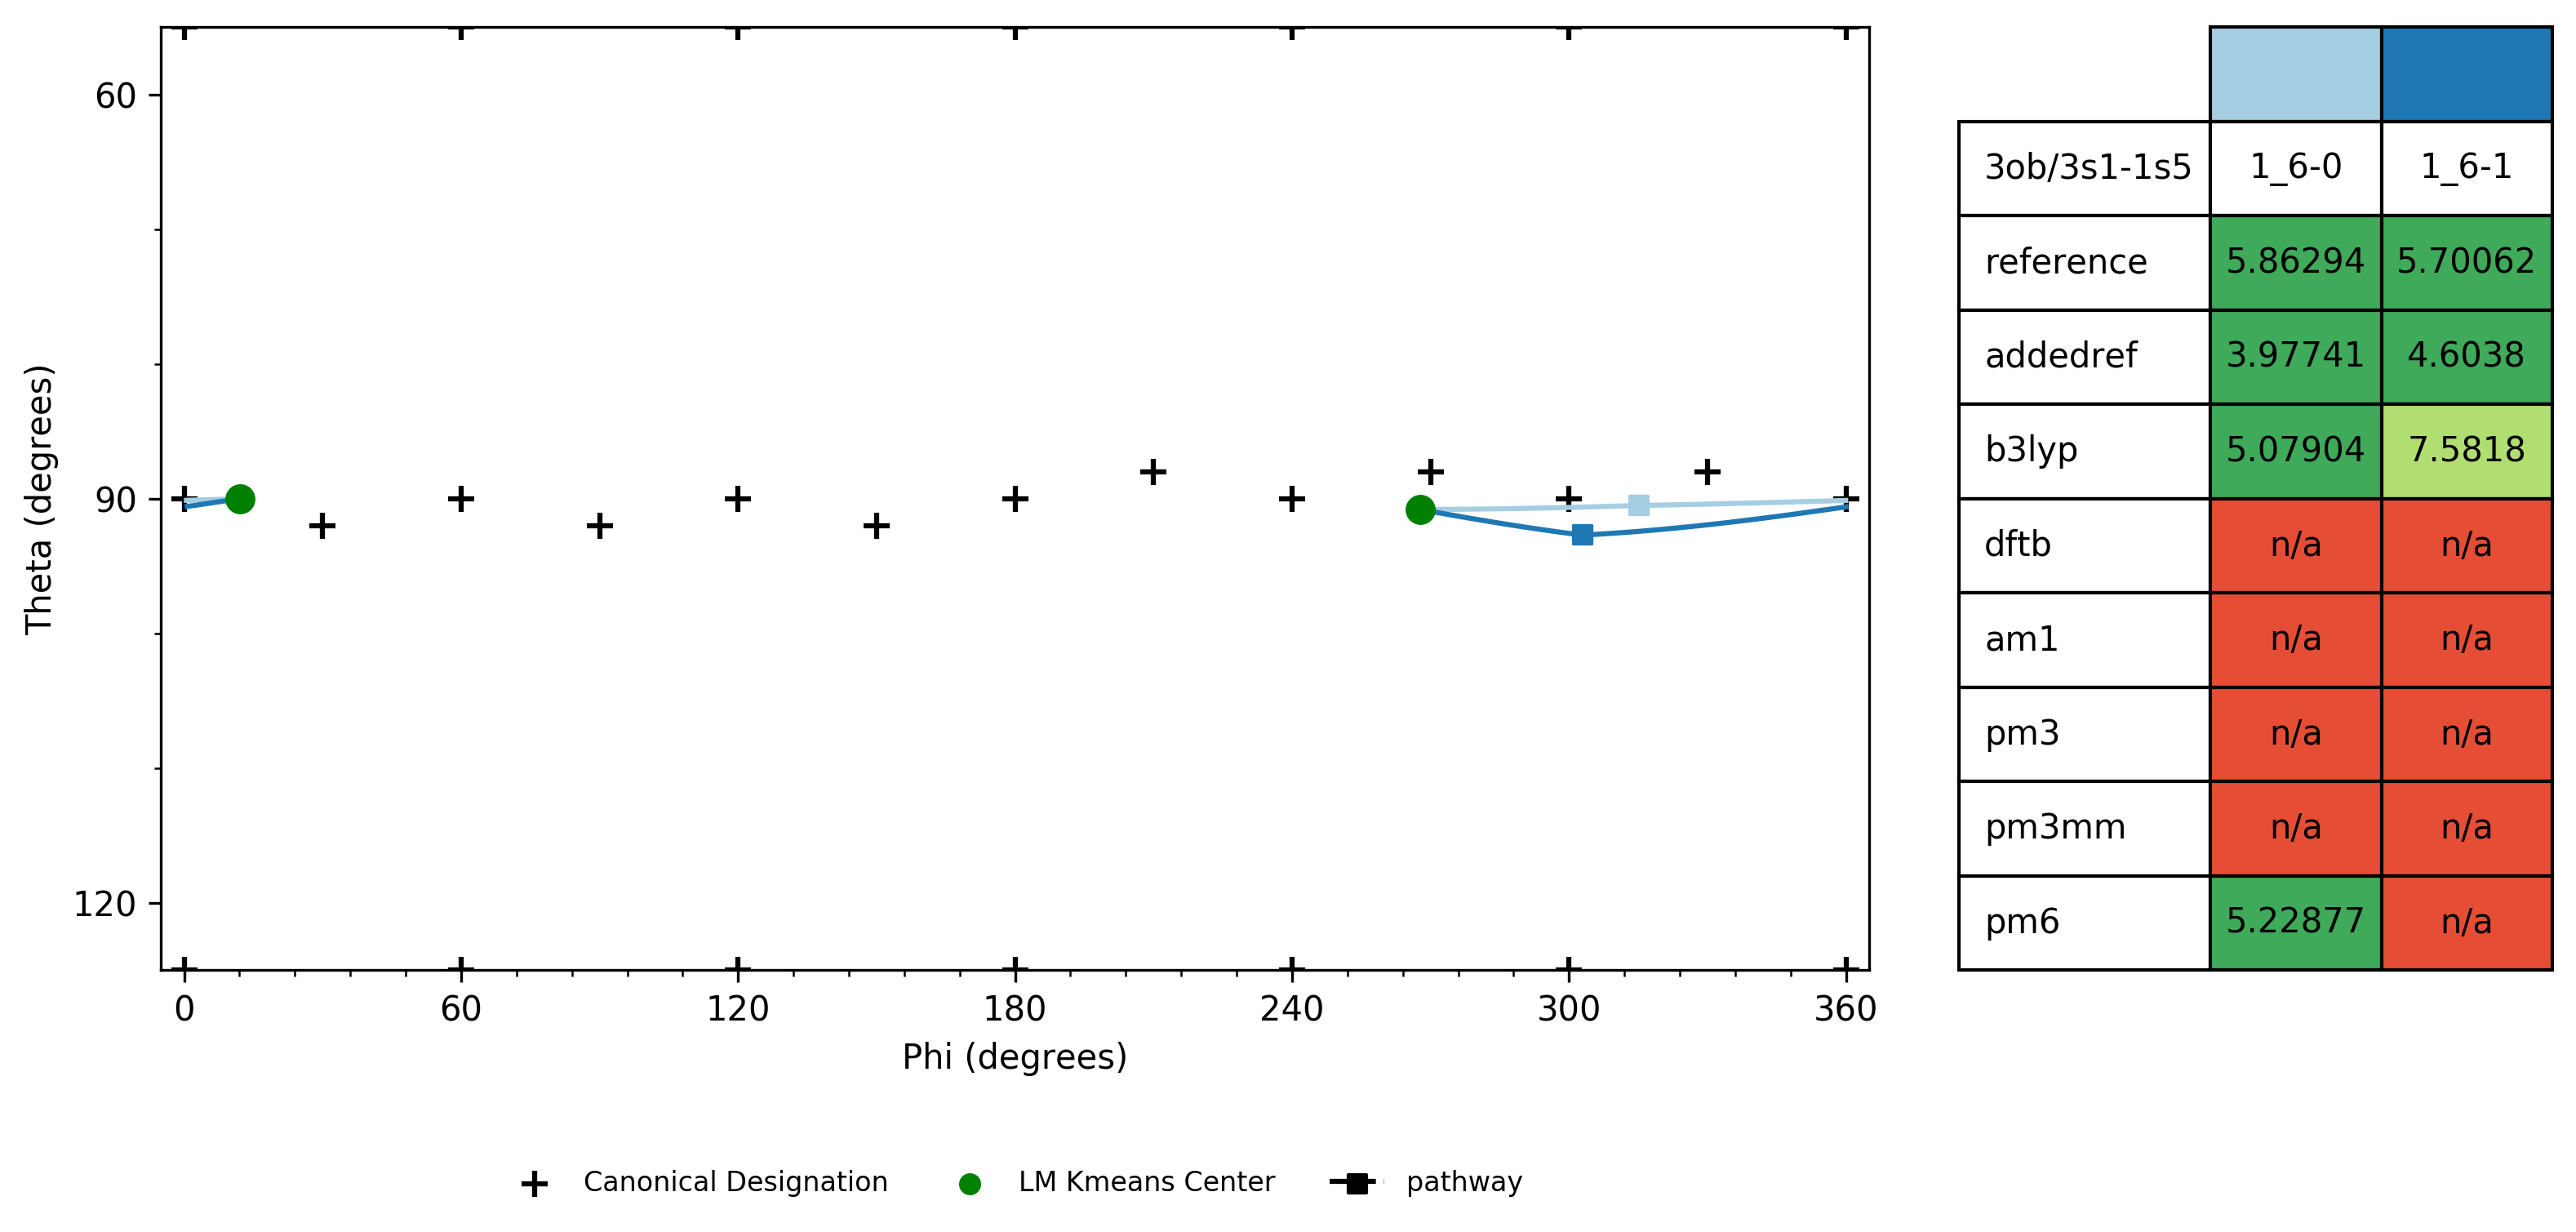 60
90
120
Theta (degrees)
0 60 120 180 240 300 360
Phi (degrees)
Canonical Designation LM Kmeans Center pathway
3ob/3s1-1s5 1_6-0 1_6-1
reference 5.86294 5.70062
addedref 3.97741 4.6038
b3lyp 5.07904 7.5818
dftb n/a n/a
am1 n/a n/a
pm3 n/a n/a
pm3mm n/a n/a
pm6 5.22877 n/a